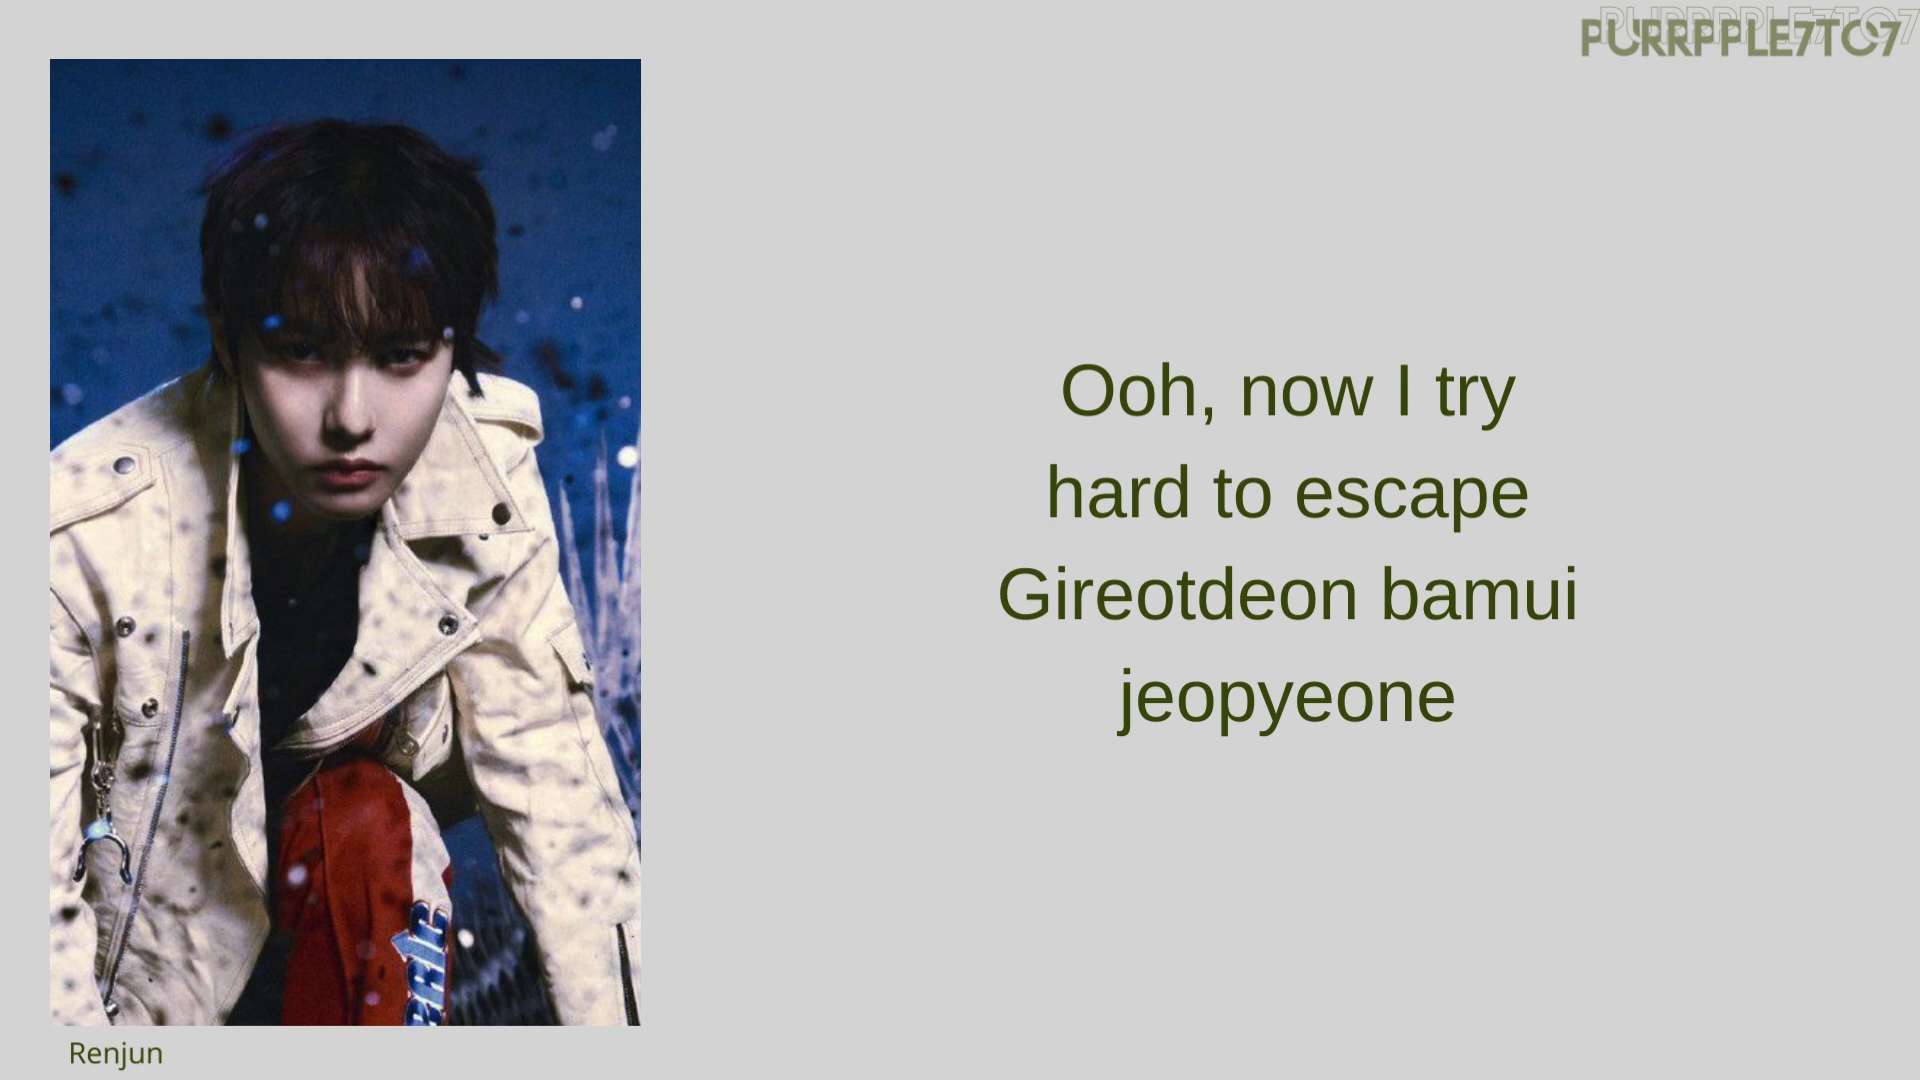 PURRPPLE7TO7
Ooh, now I try
hard to escape
Gireotdeon bamui
jeopyeone
Renjun